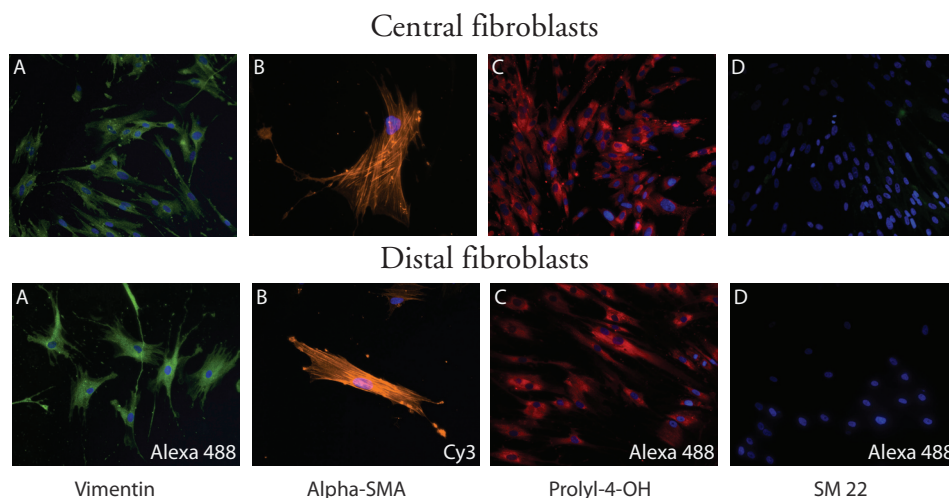 Central fibroblasts
A B C D
Distal fibroblasts
A B C D
Alexa 488 Cy3 Alexa 488 Alexa 488
Vimentin Alpha-SMA Prolyl-4-OH SM 22